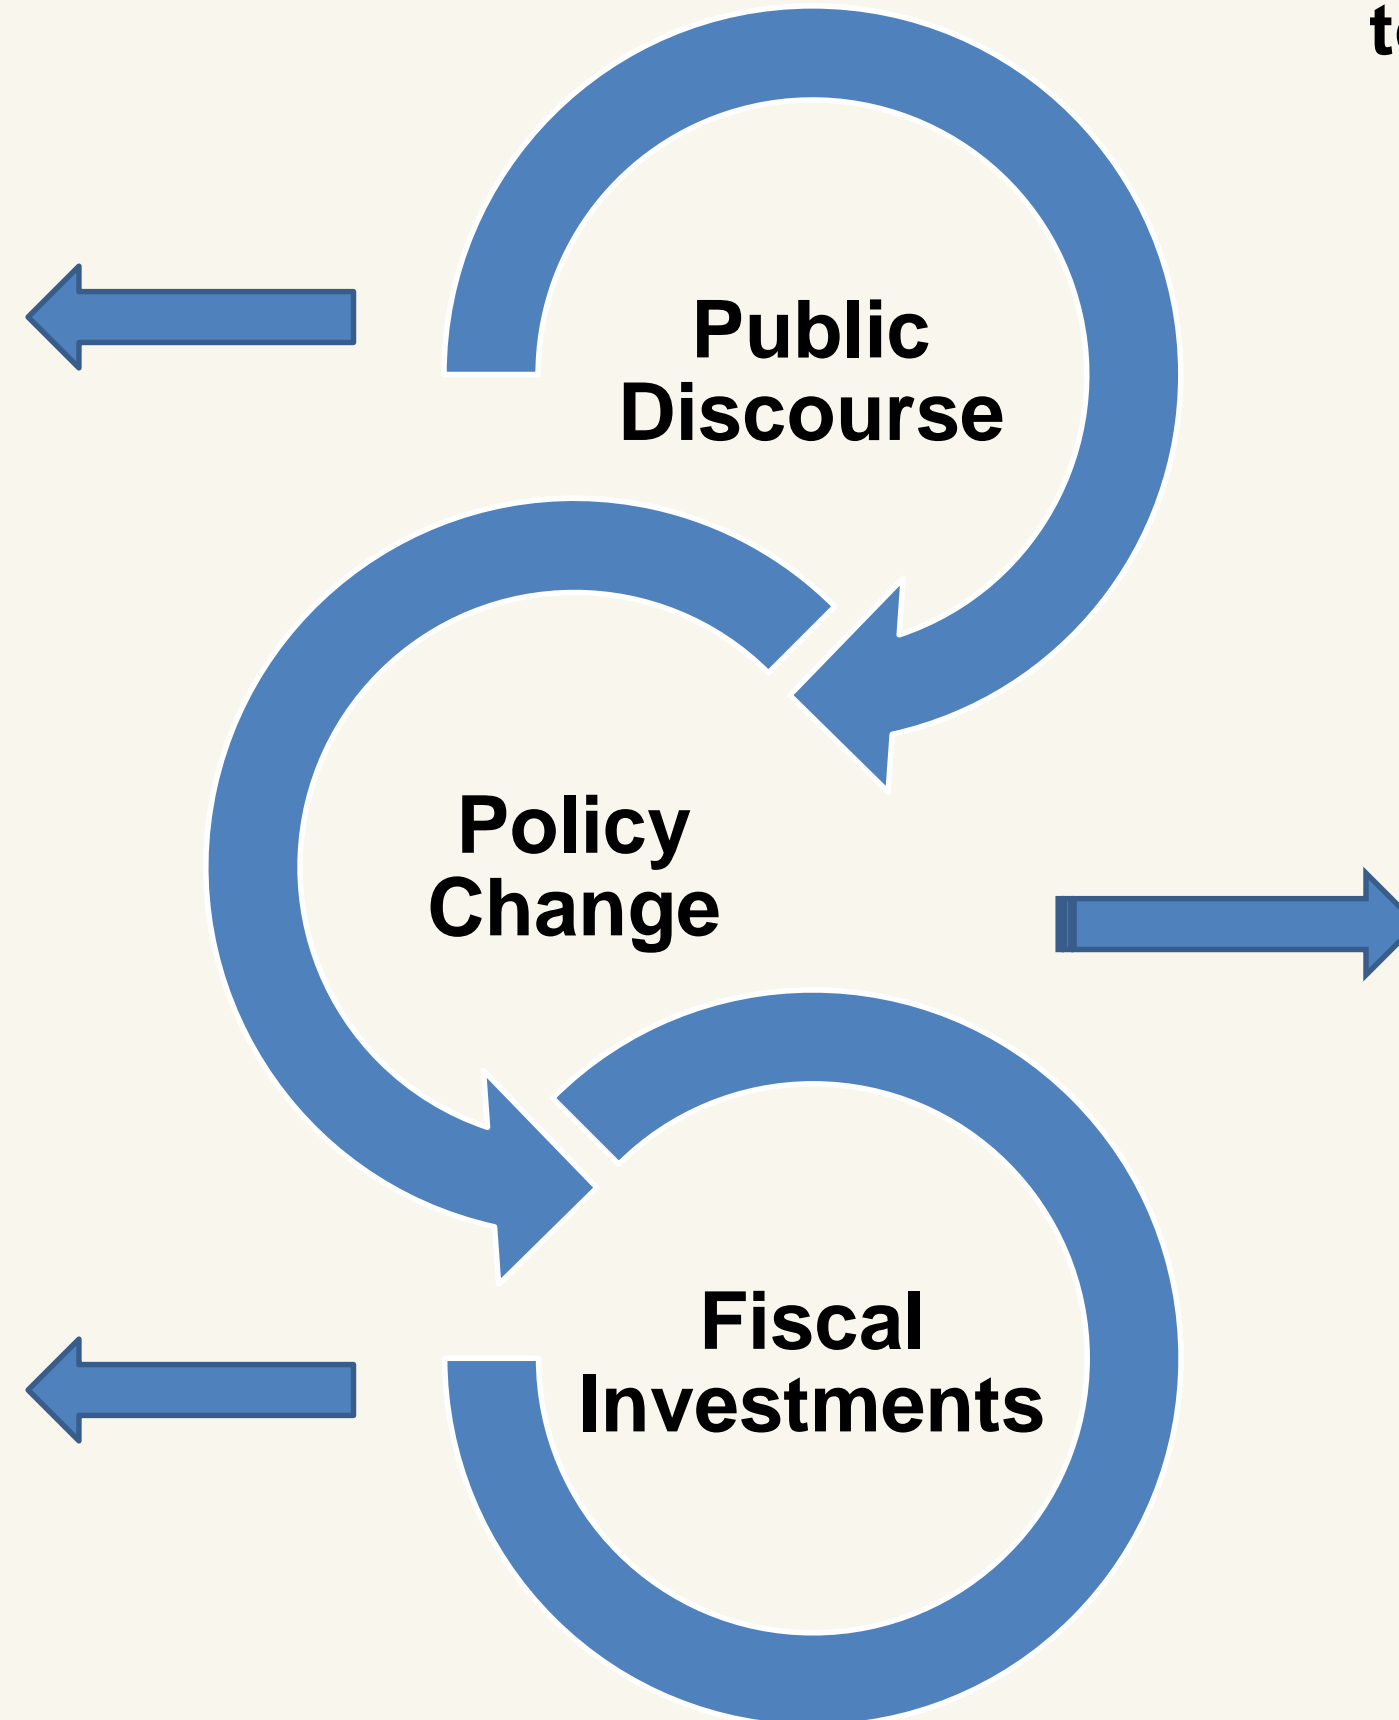 Public
Discourse
Policy
Change
Fiscal
Investments